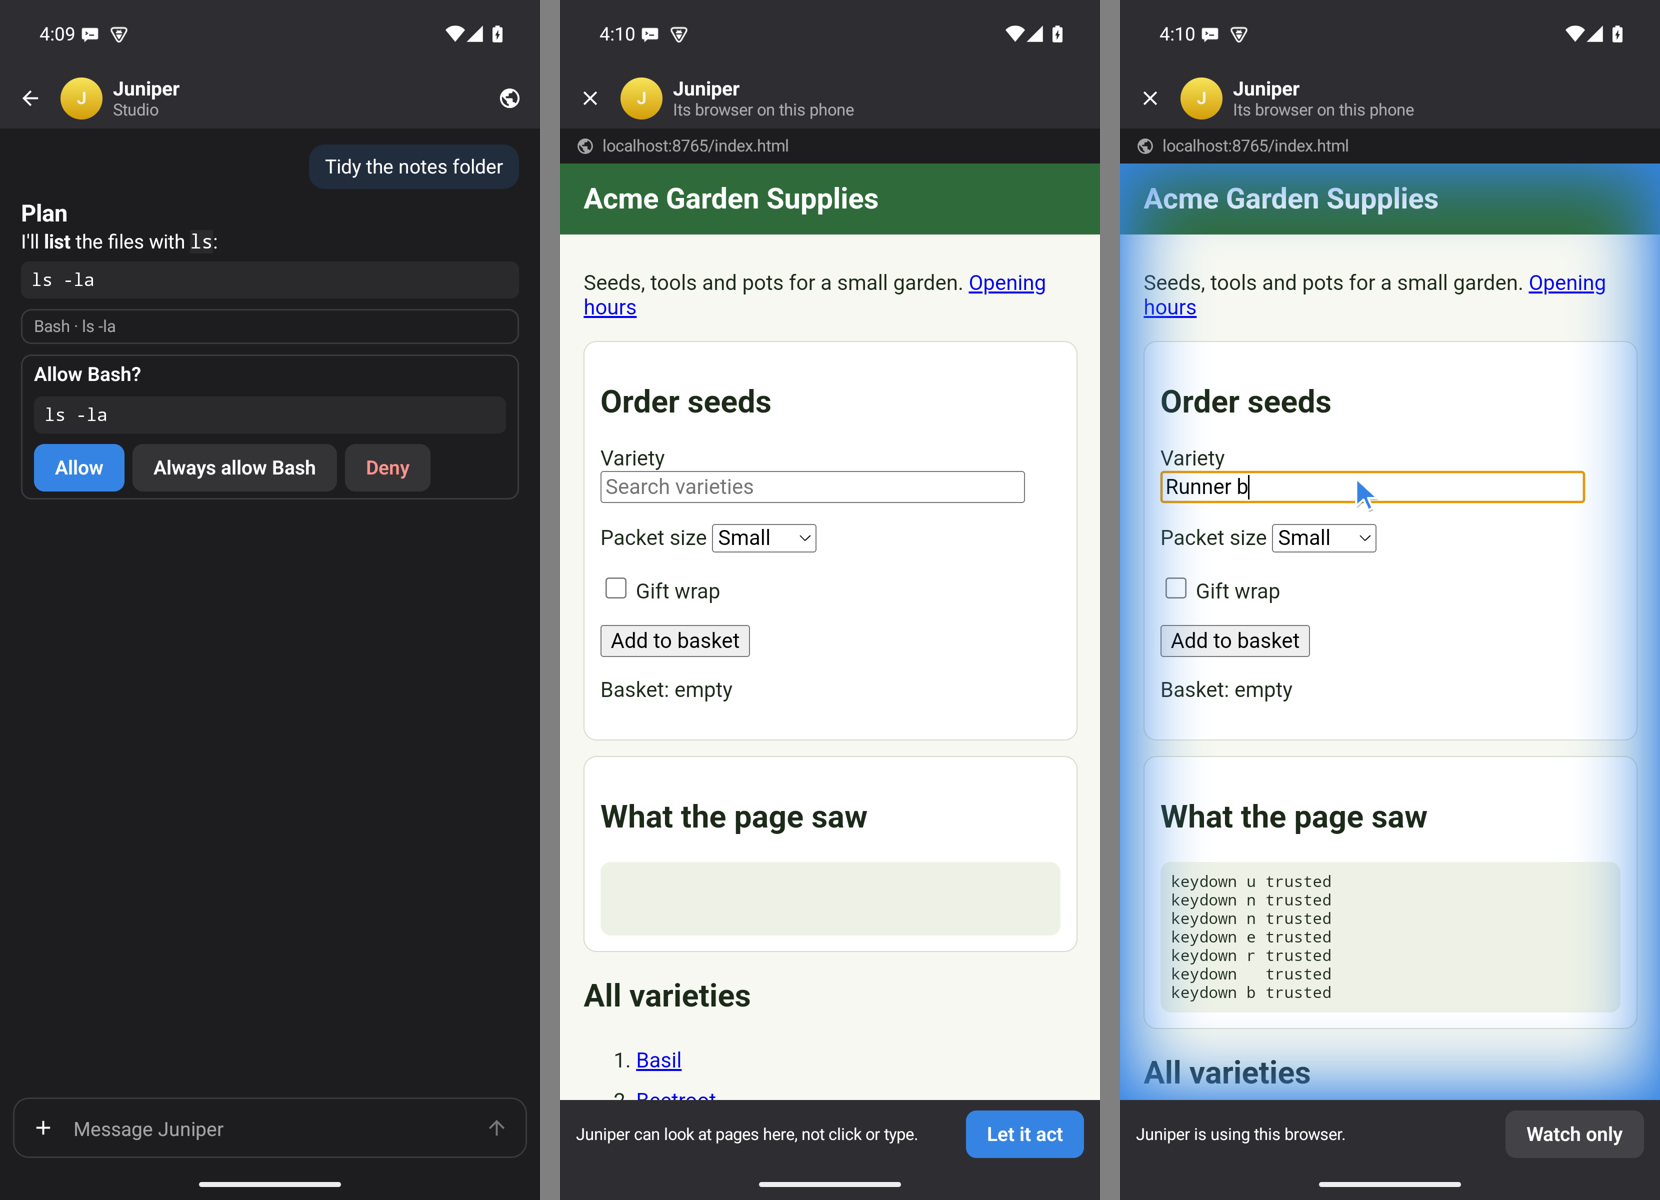 4:09
J
Juniper
Studio
Tidy the notes folder
Plan
I'll list the files with ls:
ls -la
Bash · ls -la
Allow Bash?
ls -la
Allow
Always allow Bash
Deny
+ Message Juniper
4:10
J
Juniper
Its browser on this phone
localhost:8765/index.html
Acme Garden Supplies
Seeds, tools and pots for a small garden. Opening
hours
Order seeds
Variety
Search varieties
Packet size Small
Gift wrap
Add to basket
Basket: empty
What the page saw
All varieties
1. Basil
2. Beetroot
Juniper can look at pages here, not click or type.
Let it act
4:10
J
Juniper
Its browser on this phone
localhost:8765/index.html
Acme Garden Supplies
Seeds, tools and pots for a small garden. Opening
hours
Order seeds
Variety
Runner b
Packet size Small
Gift wrap
Add to basket
Basket: empty
What the page saw
keydown u trusted
keydown n trusted
keydown n trusted
keydown e trusted
keydown r trusted
keydown   trusted
keydown b trusted
All varieties
Juniper is using this browser.
Watch only